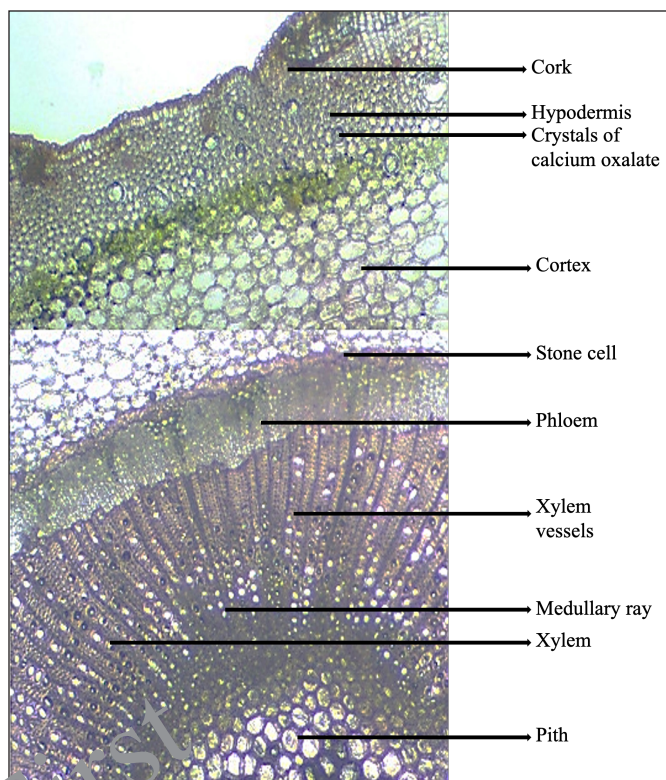 Cork
Hypodermis
Crystals of
calcium oxalate
Cortex
Stone cell
Phloem
Xylem
vessels
Medullary ray
Xylem
Pith